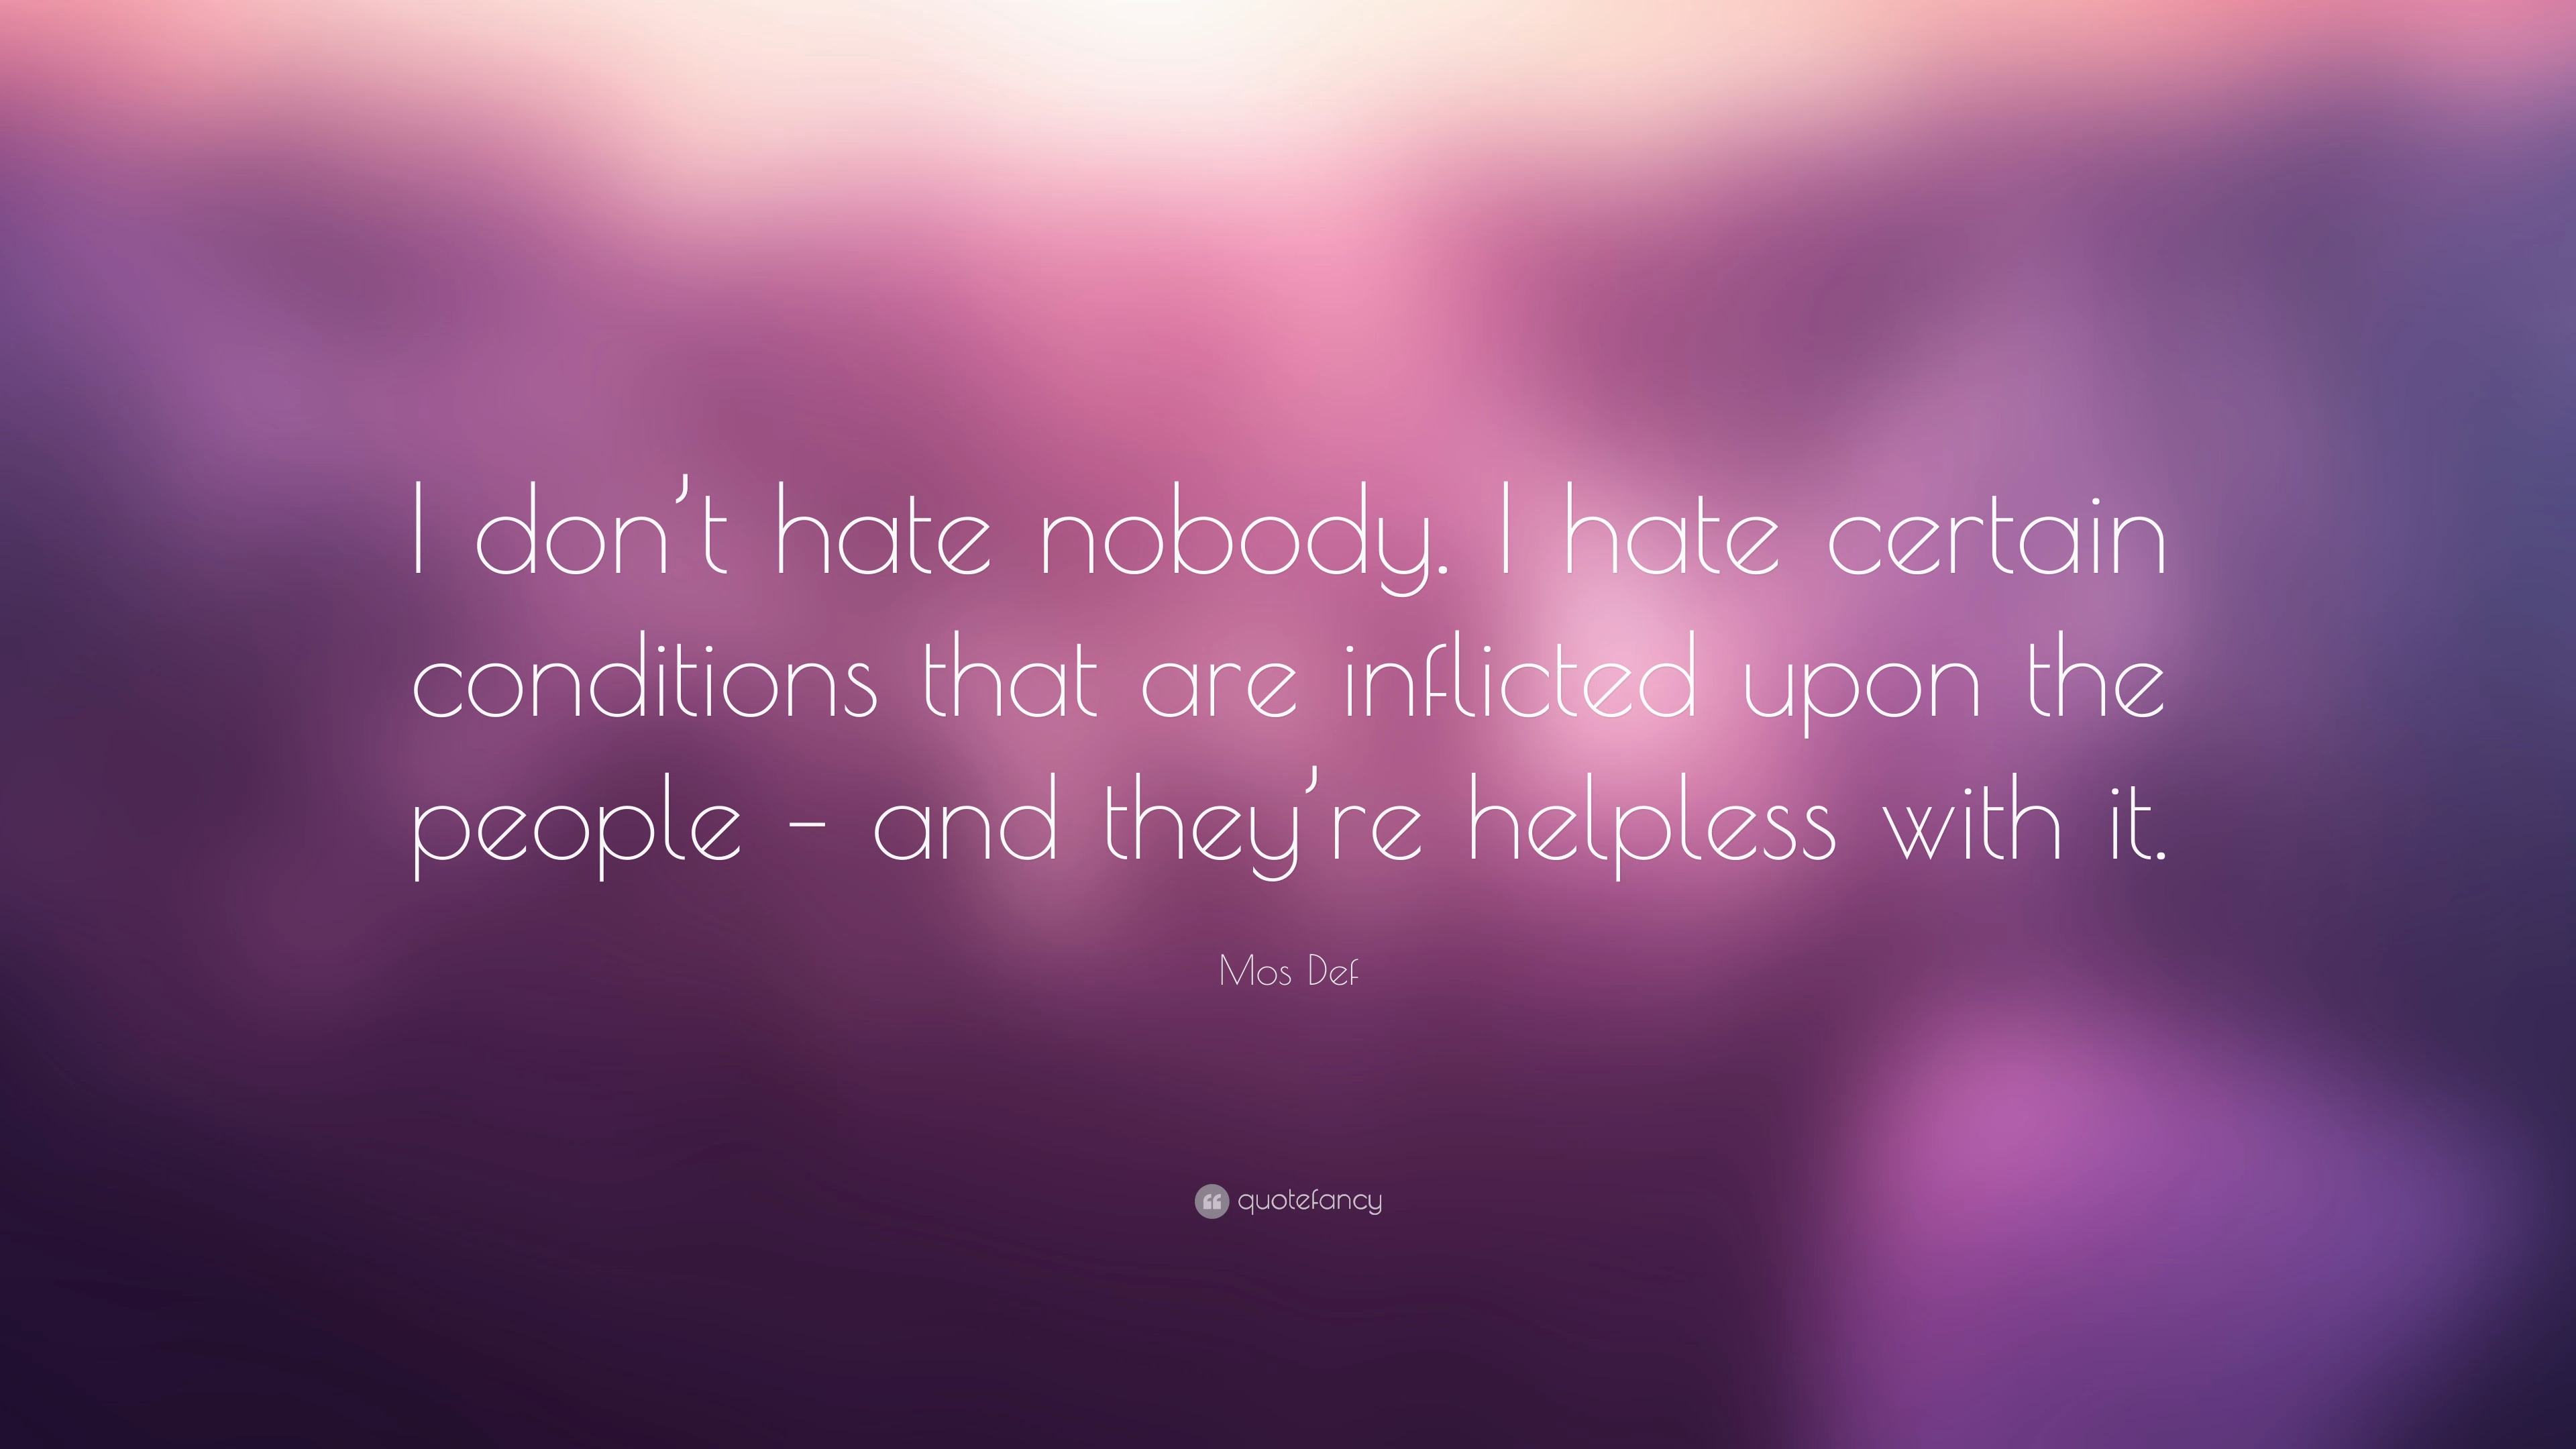 I don’t hate nobody. I hate certain
conditions that are inflicted upon the
people – and they’re helpless with it.
Mos Def
quotefancy